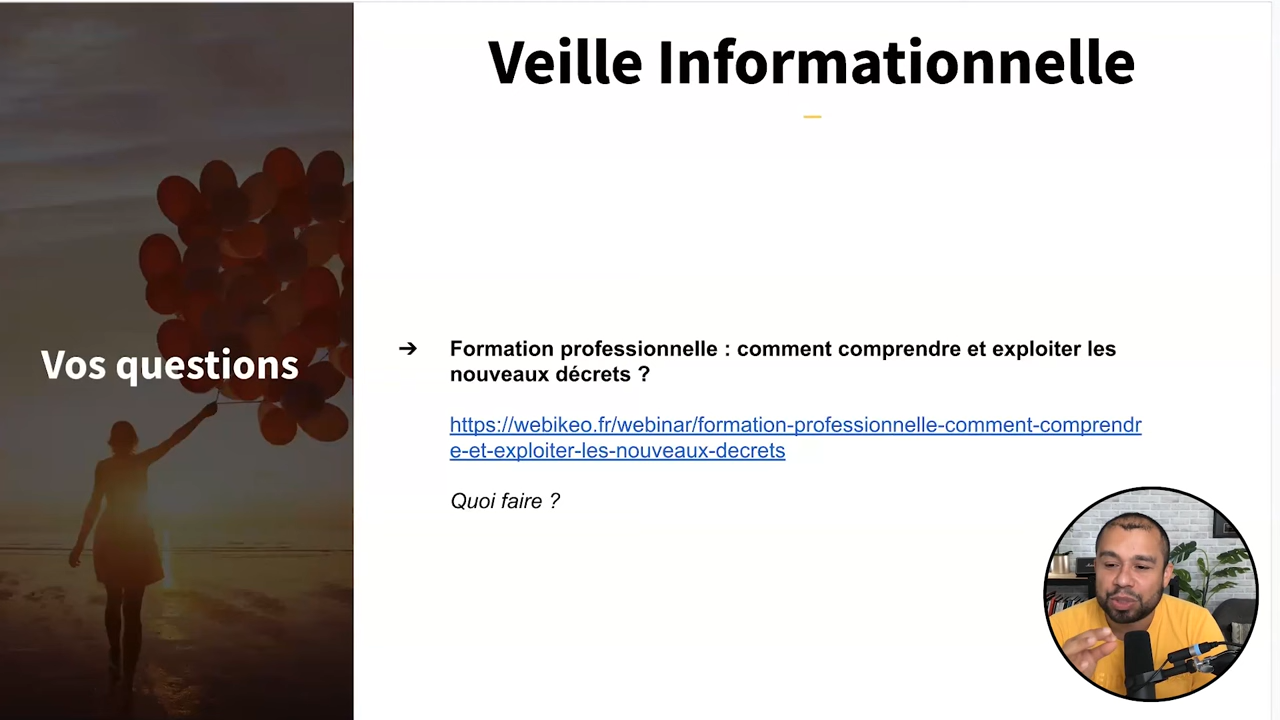 Veille Informationnelle
Vos questions
➔ Formation professionnelle : comment comprendre et exploiter les
nouveaux décrets ?
https://webikeo.fr/webinar/formation-professionnelle-comment-comprendr
e-et-exploiter-les-nouveaux-decrets
Quoi faire ?